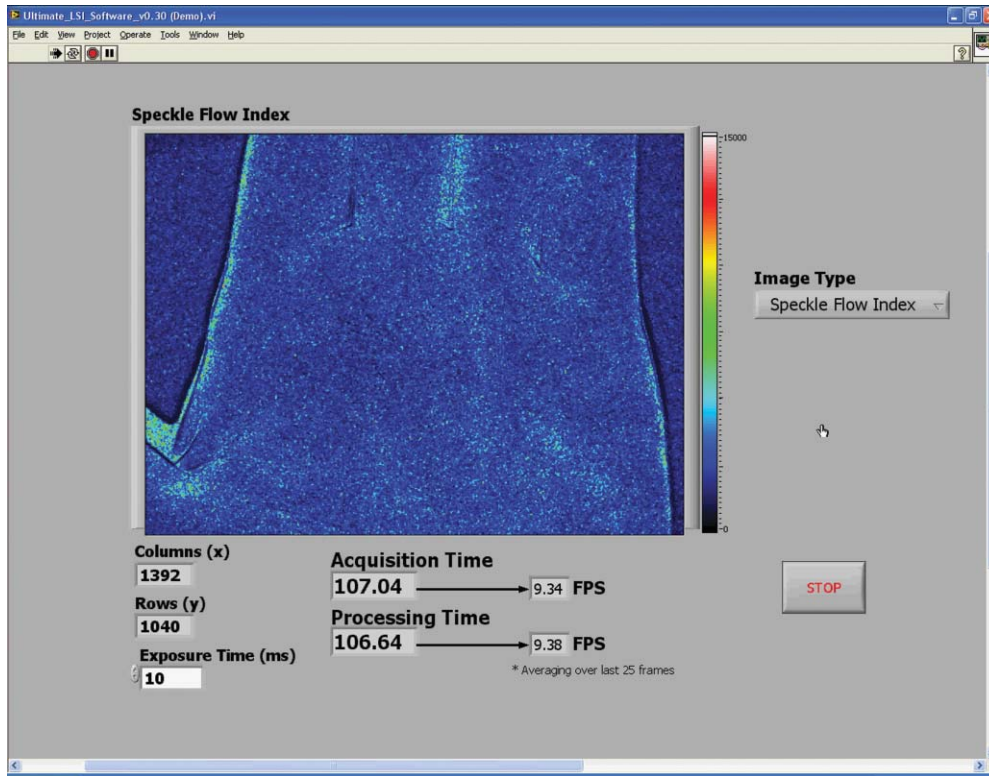 Ultimate_LSI_Software_v0.30 (Demo).vi
File Edit View Project Operate Tools Window Help
Speckle Flow Index
15000
0
Image Type
Speckle Flow Index
Columns (x)
1392
Rows (y)
1040
Exposure Time (ms)
10
Acquisition Time
107.04 9.34 FPS
Processing Time
106.64 9.38 FPS
* Averaging over last 25 frames
STOP